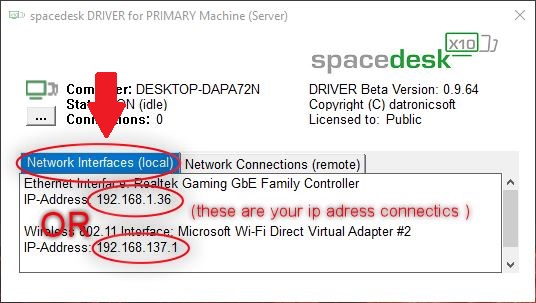 spacedesk DRIVER for PRIMARY Machine (Server)
spacedesk X10
Computer: DESKTOP-DAPA72N
DRIVER Beta Version: 0.9.64
ON (idle)
Copyright (C) datronicsoft
...
Connections: 0
Licensed to: Public
Network Interfaces (local)
Network Connections (remote)
Ethernet Interface: Realtek Gaming GbE Family Controller
IP-Address: 192.168.1.36
(these are your ip adress connectics )
OR
Wireless 802.11 Interface: Microsoft Wi-Fi Direct Virtual Adapter #2
IP-Address: 192.168.137.1